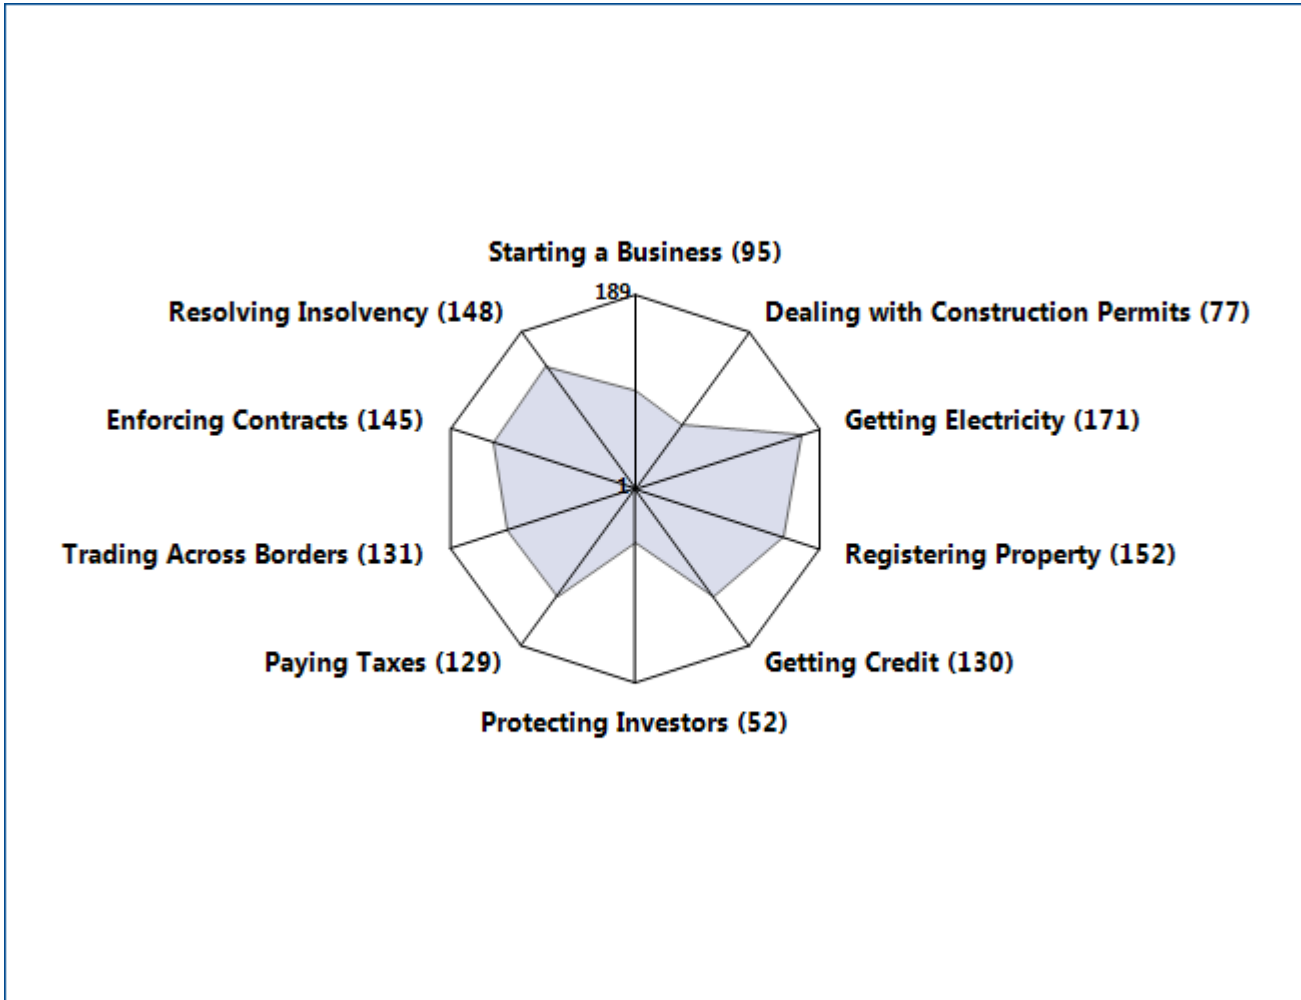 Starting a Business (95)
189
Resolving Insolvency (148)
Dealing with Construction Permits (77)
Enforcing Contracts (145)
Getting Electricity (171)
1
Trading Across Borders (131)
Registering Property (152)
Paying Taxes (129)
Getting Credit (130)
Protecting Investors (52)